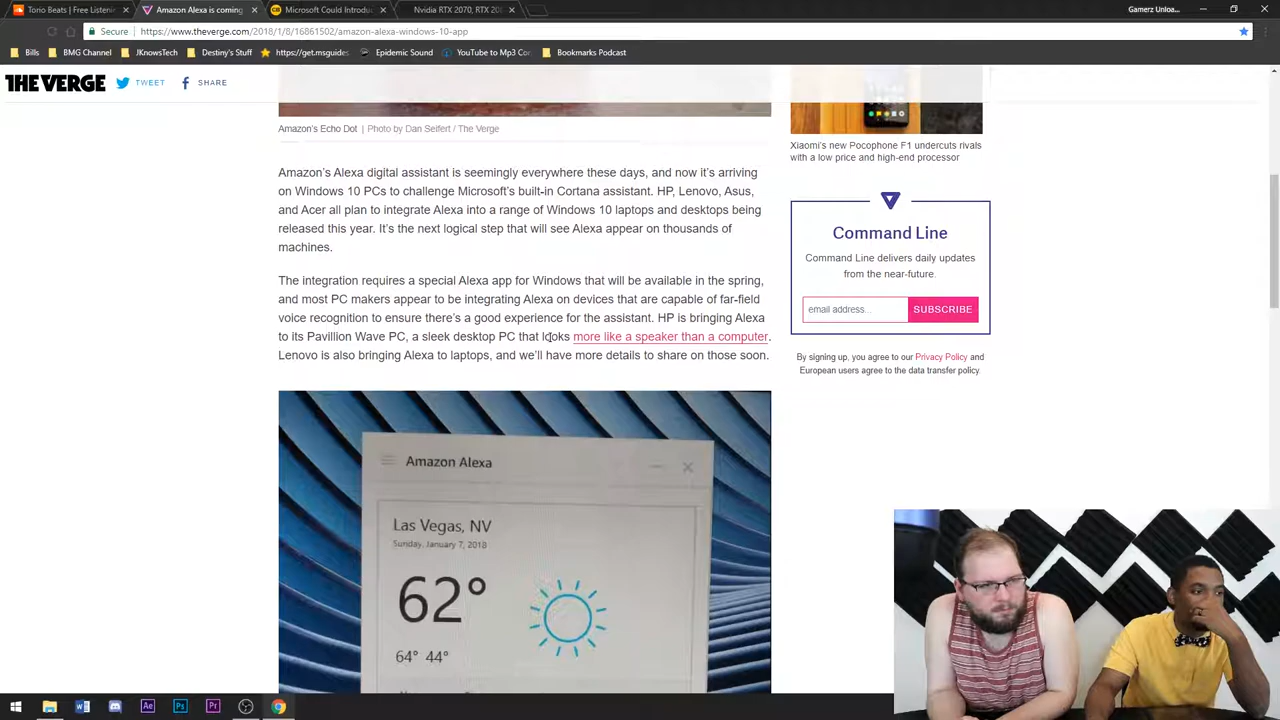 Torio Beats | Free Listeni
Amazon Alexa is coming
Microsoft Could Introduc
Nvidia RTX 2070, RTX 20
Gamerz Unloa...
Secure
https://www.theverge.com/2018/1/8/16861502/amazon-alexa-windows-10-app
Bills
BMG Channel
JKnowsTech
Destiny's Stuff
https://get.msguides
Epidemic Sound
YouTube to Mp3 Co
Bookmarks Podcast
THE VERGE
TWEET
SHARE
Amazon's Echo Dot | Photo by Dan Seifert / The Verge
Amazon's Alexa digital assistant is seemingly everywhere these days, and now it's arriving
on Windows 10 PCs to challenge Microsoft's built-in Cortana assistant. HP, Lenovo, Asus,
and Acer all plan to integrate Alexa into a range of Windows 10 laptops and desktops being
released this year. It's the next logical step that will see Alexa appear on thousands of
machines.
The integration requires a special Alexa app for Windows that will be available in the spring,
and most PC makers appear to be integrating Alexa on devices that are capable of far-field
voice recognition to ensure there's a good experience for the assistant. HP is bringing Alexa
to its Pavillion Wave PC, a sleek desktop PC that looks more like a speaker than a computer.
Lenovo is also bringing Alexa to laptops, and we'll have more details to share on those soon.
Xiaomi's new Pocophone F1 undercuts rivals
with a low price and high-end processor
Command Line
Command Line delivers daily updates
from the near-future.
email address...
SUBSCRIBE
By signing up, you agree to our Privacy Policy and
European users agree to the data transfer policy.
Amazon Alexa
Las Vegas, NV
Sunday, January 7, 2018
62°
64° 44°
W
Ae
Ps
Pr